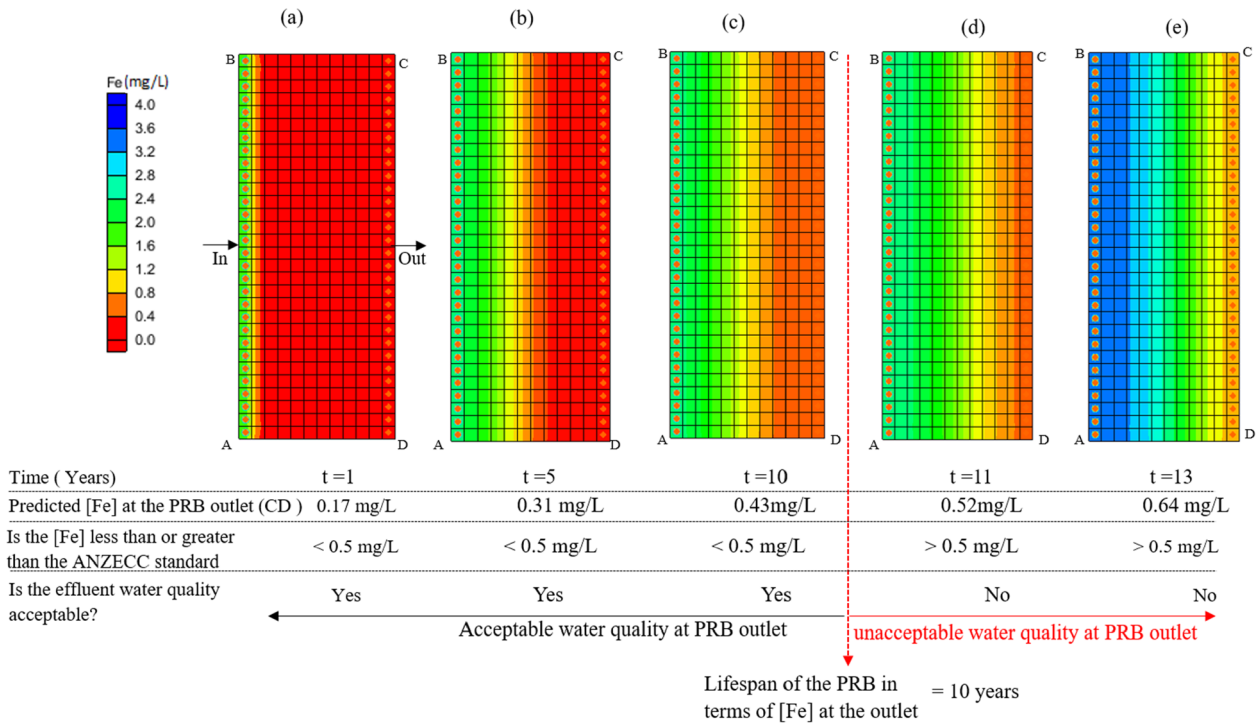 (a)
(b)
(c)
(d)
(e)
B
C
B
C
B
C
B
C
B
C
Fe(mg/L)
4.0
3.6
3.2
2.8
2.4
2.0
1.6
1.2
0.8
0.4
0.0
In
Out
A
D
A
D
A
D
A
D
A
D
Time ( Years)
t =1
t =5
t =10
t =11
t =13
Predicted [Fe] at the PRB outlet (CD )
0.17 mg/L
0.31 mg/L
0.43mg/L
0.52mg/L
0.64 mg/L
Is the [Fe] less than or greater
than the ANZECC standard
< 0.5 mg/L
< 0.5 mg/L
< 0.5 mg/L
> 0.5 mg/L
> 0.5 mg/L
Is the effluent water quality
acceptable?
Yes
Yes
Yes
No
No
Acceptable water quality at PRB outlet
unacceptable water quality at PRB outlet
Lifespan of the PRB in
terms of [Fe] at the outlet
= 10 years